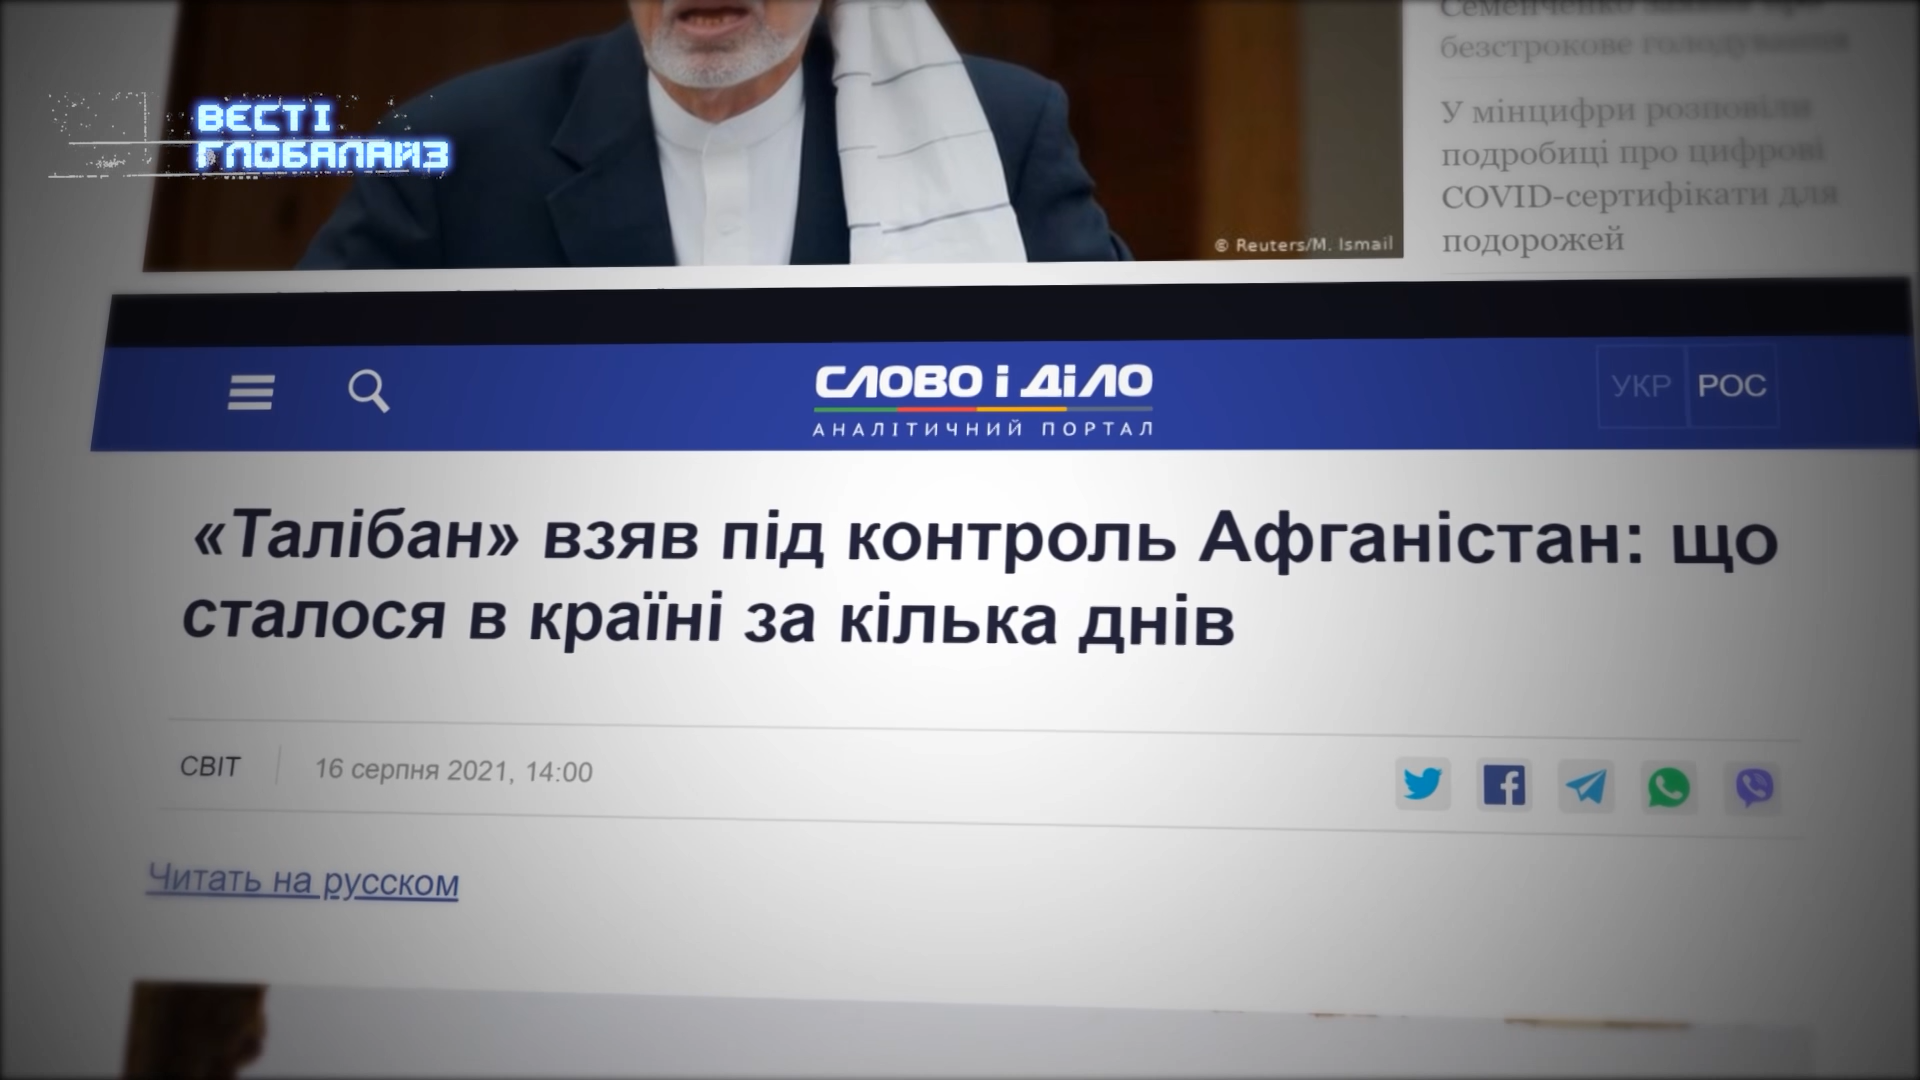 ВЕСТІ
ГЛОБАЛАЙЗ
безстрокове голодування
У мінцифри розповіли
подробиці про цифрові
COVID-сертифікати для
подорожей
© Reuters/M. Ismail
СЛОВО і ДіЛО
АНАЛІТИЧНИЙ ПОРТАЛ
УКР РОС
«Талібан» взяв під контроль Афганістан: що
сталося в країні за кілька днів
СВІТ 16 серпня 2021, 14:00
Читать на русском